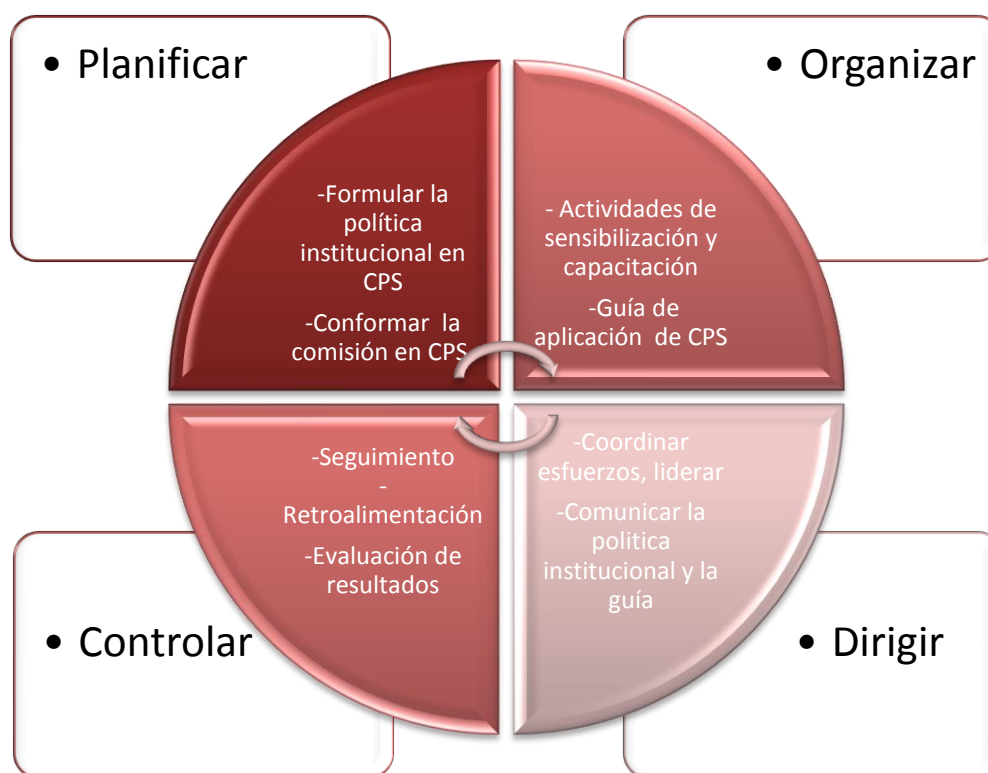 • Planificar
• Organizar
-Formular la
política
institucional en
CPS
-Conformar  la
comisión en CPS
- Actividades de
sensibilización y
capacitación
-Guía de
aplicación  de CPS
-Seguimiento
-
Retroalimentación
-Evaluación de
resultados
-Coordinar
esfuerzos, liderar
-Comunicar la
politica
institucional y la
guía
• Controlar
• Dirigir